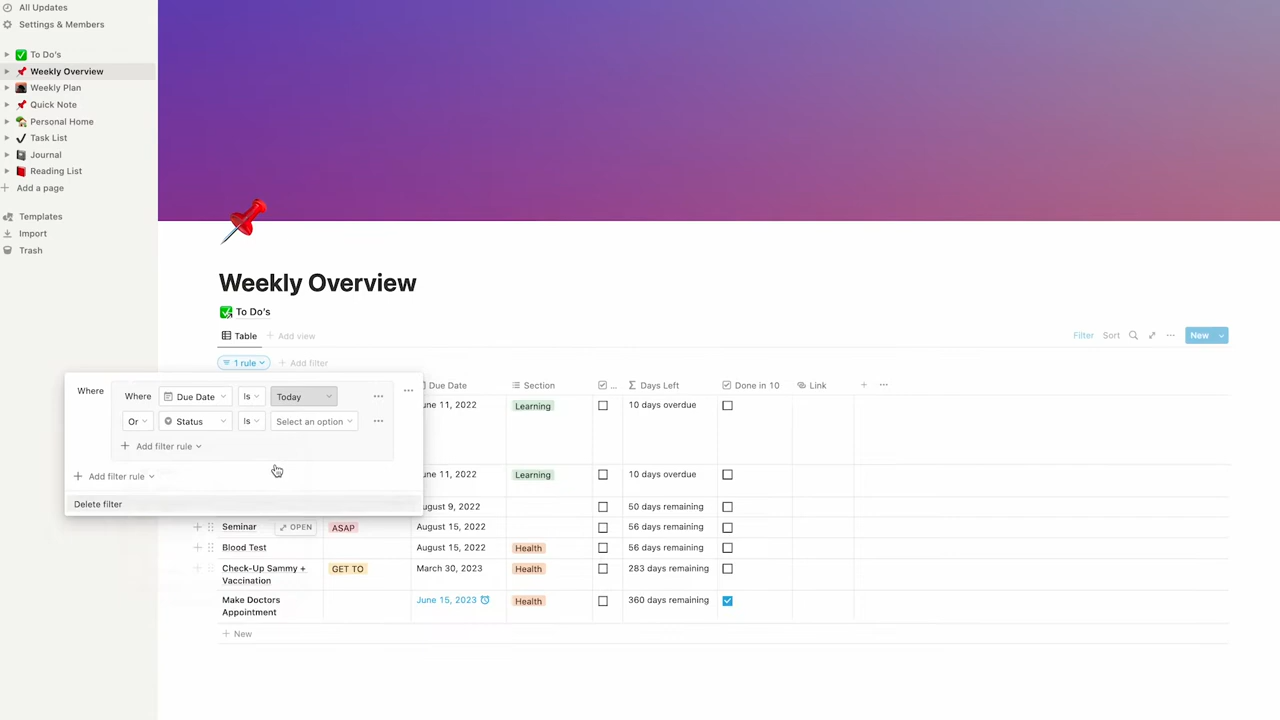 All Updates
Settings & Members
To Do's
Weekly Overview
Weekly Plan
Quick Note
Personal Home
Task List
Journal
Reading List
Add a page
Templates
Import
Trash
Weekly Overview
To Do's
Table Add view Filter Sort New
1 rule Add filter
Due Date Section ... Days Left Done in 10 Link
Where Where Due Date Is Today
Or Status Is Select an option
Add filter rule
Add filter rule
Delete filter
June 11, 2022 Learning 10 days overdue
June 11, 2022 Learning 10 days overdue
August 9, 2022 50 days remaining
Seminar OPEN ASAP August 15, 2022 56 days remaining
Blood Test August 15, 2022 Health 56 days remaining
Check-Up Sammy + GET TO March 30, 2023 Health 283 days remaining
Vaccination
Make Doctors June 15, 2023 Health 360 days remaining
Appointment
New